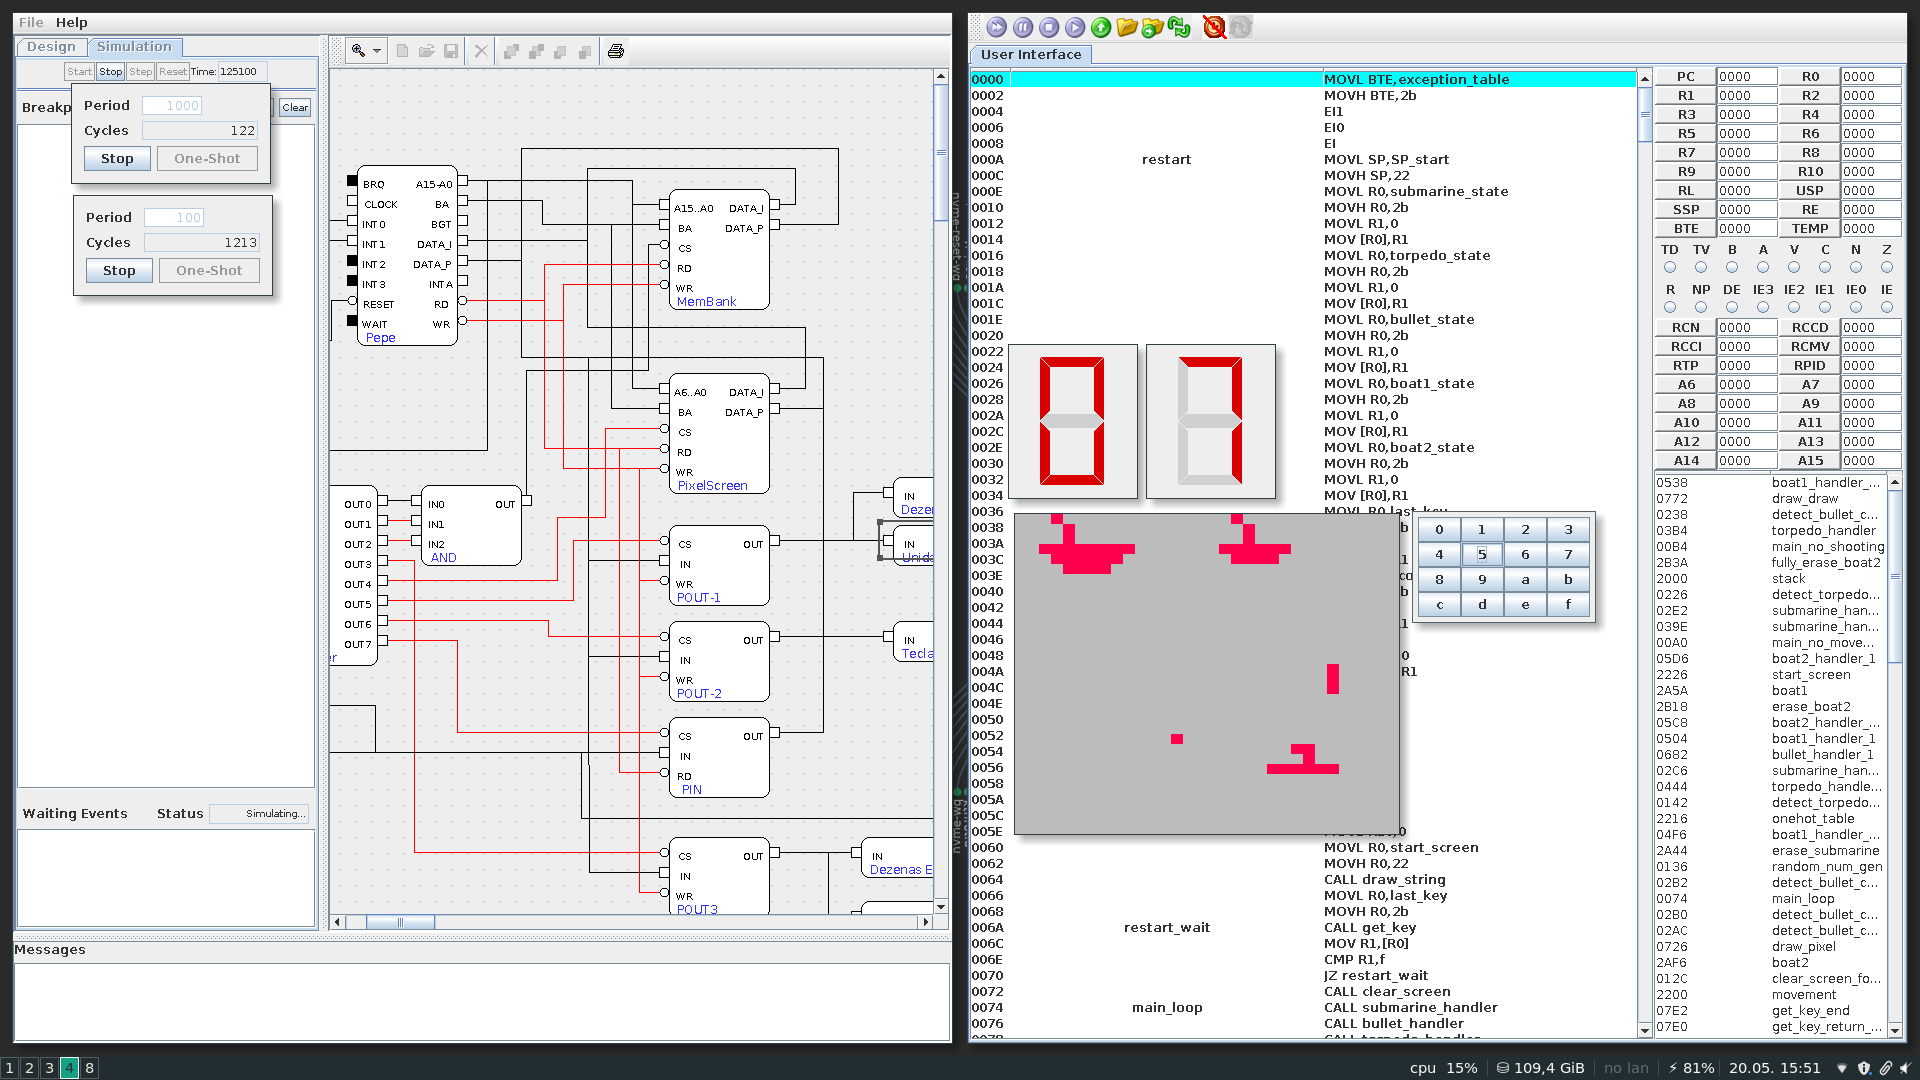 File Help
Design Simulation
Start Stop Step Reset Time: 125100
Breakp Clear
Period 1000
Cycles 122
Stop One-Shot
Period 100
Cycles 1213
Stop One-Shot
Waiting Events Status Simulating...
Messages
BRQ A15-A0
CLOCK BA
INT0 BGT
INT1 DATA_I
INT2 DATA_P
INT3 INTA
RESET RD
WAIT WR
Pepe
A15..A0 DATA_I
BA DATA_P
CS
RD
WR
MemBank
A6..A0 DATA_I
BA DATA_P
CS
RD
WR
PixelScreen
OUT0
OUT1
OUT2
OUT3
OUT4
OUT5
OUT6
OUT7
er
IN0 OUT
IN1
IN2
AND
CS OUT
IN
WR
POUT-1
CS OUT
IN
WR
POUT-2
CS OUT
IN
RD
PIN
CS OUT
IN
WR
POUT3
IN
Dezer
IN
Unida
IN
Tecla
IN
Dezenas E
nvme-reset-wq
nvme-wq
User Interface
0000 MOVL BTE,exception_table
0002 MOVH BTE,2b
0004 EI1
0006 EI0
0008 EI
000A restart MOVL SP,SP_start
000C MOVH SP,22
000E MOVL R0,submarine_state
0010 MOVH R0,2b
0012 MOVL R1,0
0014 MOV [R0],R1
0016 MOVL R0,torpedo_state
0018 MOVH R0,2b
001A MOVL R1,0
001C MOV [R0],R1
001E MOVL R0,bullet_state
0020 MOVH R0,2b
0022 MOVL R1,0
0024 MOV [R0],R1
0026 MOVL R0,boat1_state
0028 MOVH R0,2b
002A MOVL R1,0
002C MOV [R0],R1
002E MOVL R0,boat2_state
0030 MOVH R0,2b
0032 MOVL R1,0
0034 MOV [R0],R1
0036 MOVL R0,last_key
0038 b
003A
003C 1
003E co
0040 b
0042
0044 1
0046
0048 0
004A R1
004C
004E
0050
0052
0054
0056
0058
005A
005C
005E 0
0060 MOVL R0,start_screen
0062 MOVH R0,22
0064 CALL draw_string
0066 MOVL R0,last_key
0068 MOVH R0,2b
006A restart_wait CALL get_key
006C MOV R1,[R0]
006E CMP R1,f
0070 JZ restart_wait
0072 CALL clear_screen
0074 main_loop CALL submarine_handler
0076 CALL bullet_handler
0078 CALL torpedo_handler
07
0 1 2 3
4 5 6 7
8 9 a b
c d e f
PC 0000 R0 0000
R1 0000 R2 0000
R3 0000 R4 0000
R5 0000 R6 0000
R7 0000 R8 0000
R9 0000 R10 0000
RL 0000 USP 0000
SSP 0000 RE 0000
BTE 0000 TEMP 0000
TD TV B A V C N Z
R NP DE IE3 IE2 IE1 IE0 IE
RCN 0000 RCCD 0000
RCCI 0000 RCMV 0000
RTP 0000 RPID 0000
A6 0000 A7 0000
A8 0000 A9 0000
A10 0000 A11 0000
A12 0000 A13 0000
A14 0000 A15 0000
0538 boat1_handler_...
0772 draw_draw
0238 detect_bullet_c...
03B4 torpedo_handler
00B4 main_no_shooting
2B3A fully_erase_boat2
2000 stack
0226 detect_torpedo...
02E2 submarine_han...
039E submarine_han...
00A0 main_no_move...
05D6 boat2_handler_1
2226 start_screen
2A5A boat1
2B18 erase_boat2
05C8 boat2_handler_...
0504 boat1_handler_1
0682 bullet_handler_1
02C6 submarine_han...
0444 torpedo_handle...
0142 detect_torpedo...
2216 onehot_table
04F6 boat1_handler_...
2A44 erase_submarine
0136 random_num_gen
02B2 detect_bullet_c...
0074 main_loop
02B0 detect_bullet_c...
02AC detect_bullet_c...
0726 draw_pixel
2AF6 boat2
012C clear_screen_fo...
2200 movement
07E2 get_key_end
07E0 get_key_return_...
1 2 3 4 8
cpu 15% 109,4 GiB no lan 81% 20.05. 15:51